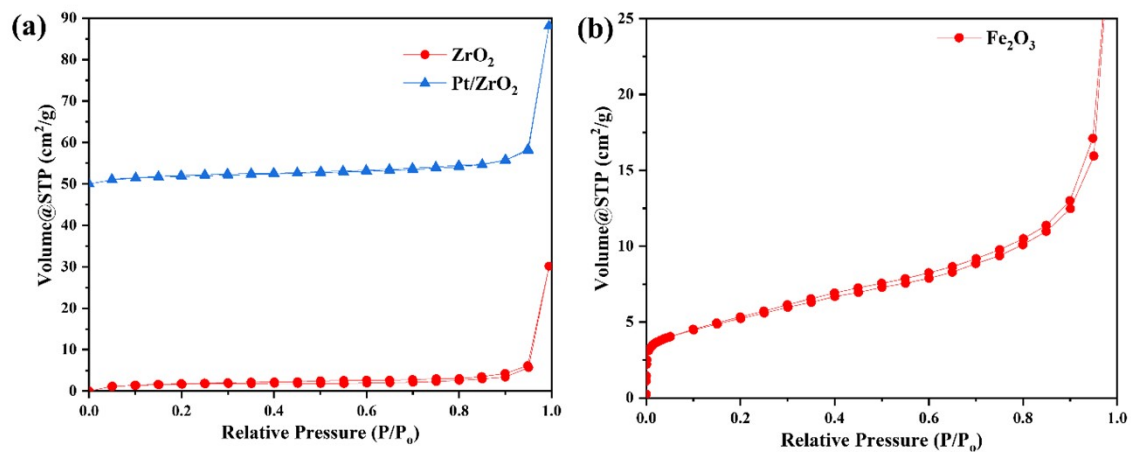 (a)
90
80
70
60
50
40
30
20
10
0
Volume@STP (cm²/g)
ZrO₂
Pt/ZrO₂
0.0 0.2 0.4 0.6 0.8 1.0
Relative Pressure (P/Pₒ)
(b)
25
20
15
10
5
0
Volume@STP (cm²/g)
Fe₂O₃
0.0 0.2 0.4 0.6 0.8 1.0
Relative Pressure (P/Pₒ)